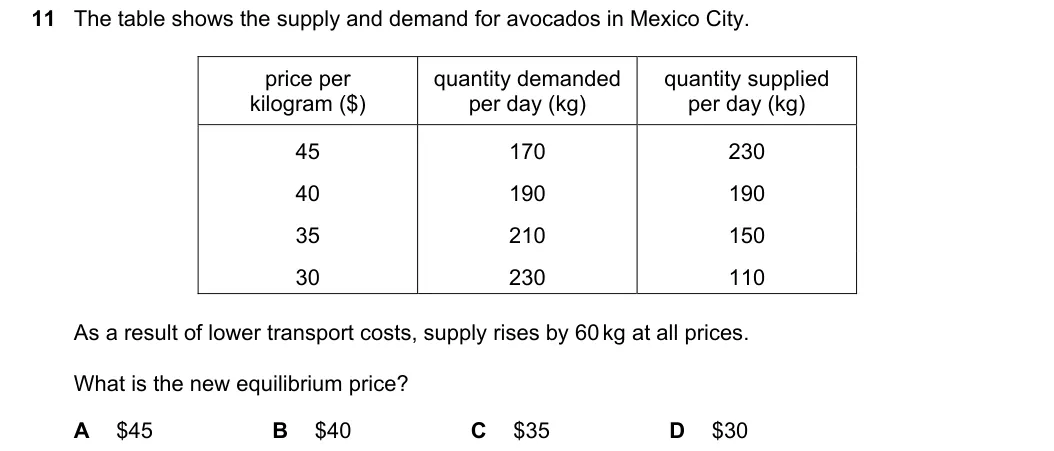 11 The table shows the supply and demand for avocados in Mexico City.
price per kilogram ($) quantity demanded per day (kg) quantity supplied per day (kg)
45 170 230
40 190 190
35 210 150
30 230 110
As a result of lower transport costs, supply rises by 60 kg at all prices.
What is the new equilibrium price?
A $45 B $40 C $35 D $30